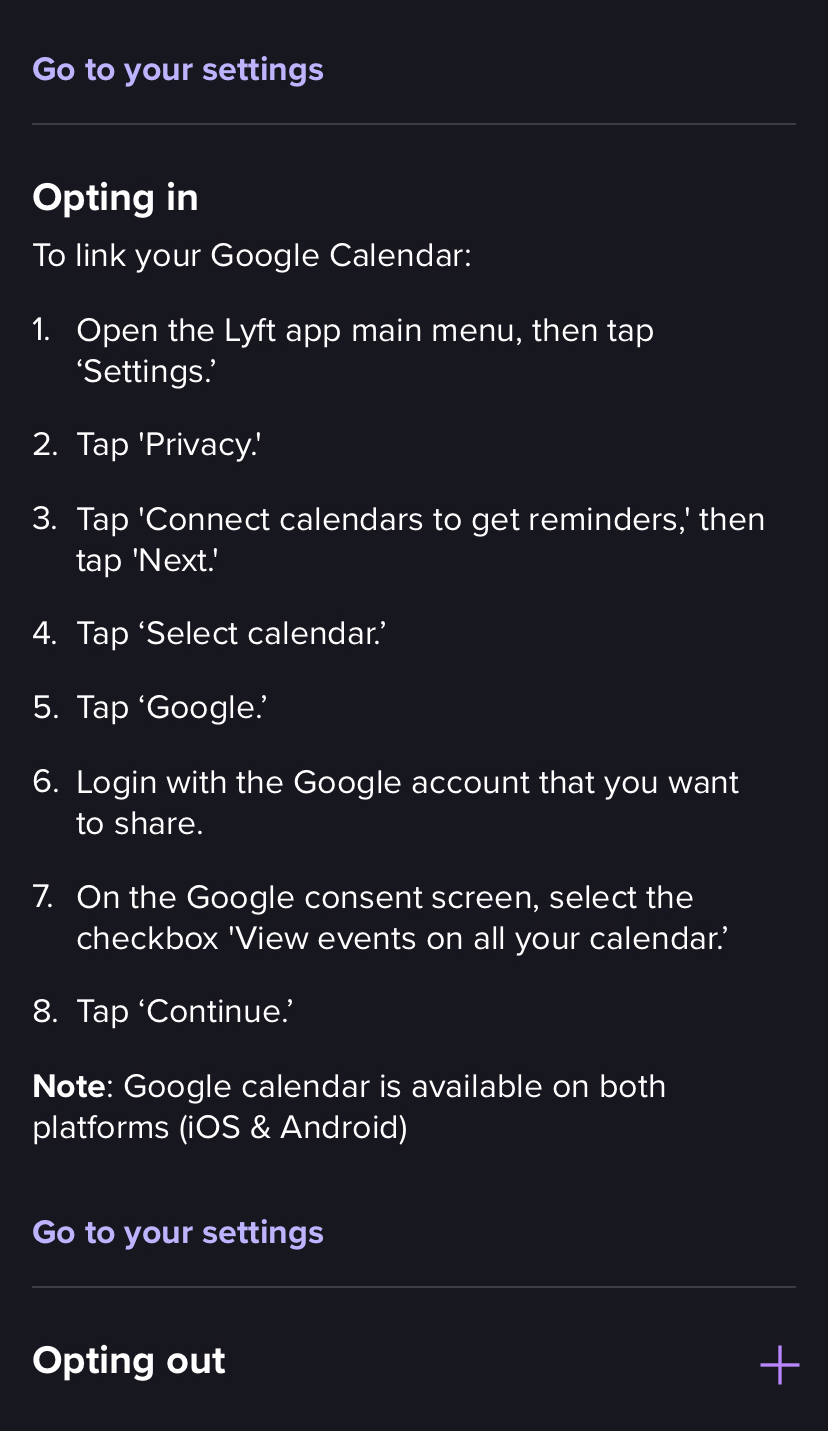 Go to your settings
Opting in
To link your Google Calendar:
1. Open the Lyft app main menu, then tap
‘Settings.’
2. Tap 'Privacy.'
3. Tap 'Connect calendars to get reminders,' then
tap 'Next.'
4. Tap ‘Select calendar.’
5. Tap ‘Google.’
6. Login with the Google account that you want
to share.
7. On the Google consent screen, select the
checkbox 'View events on all your calendar.’
8. Tap ‘Continue.’
Note: Google calendar is available on both
platforms (iOS & Android)
Go to your settings
Opting out